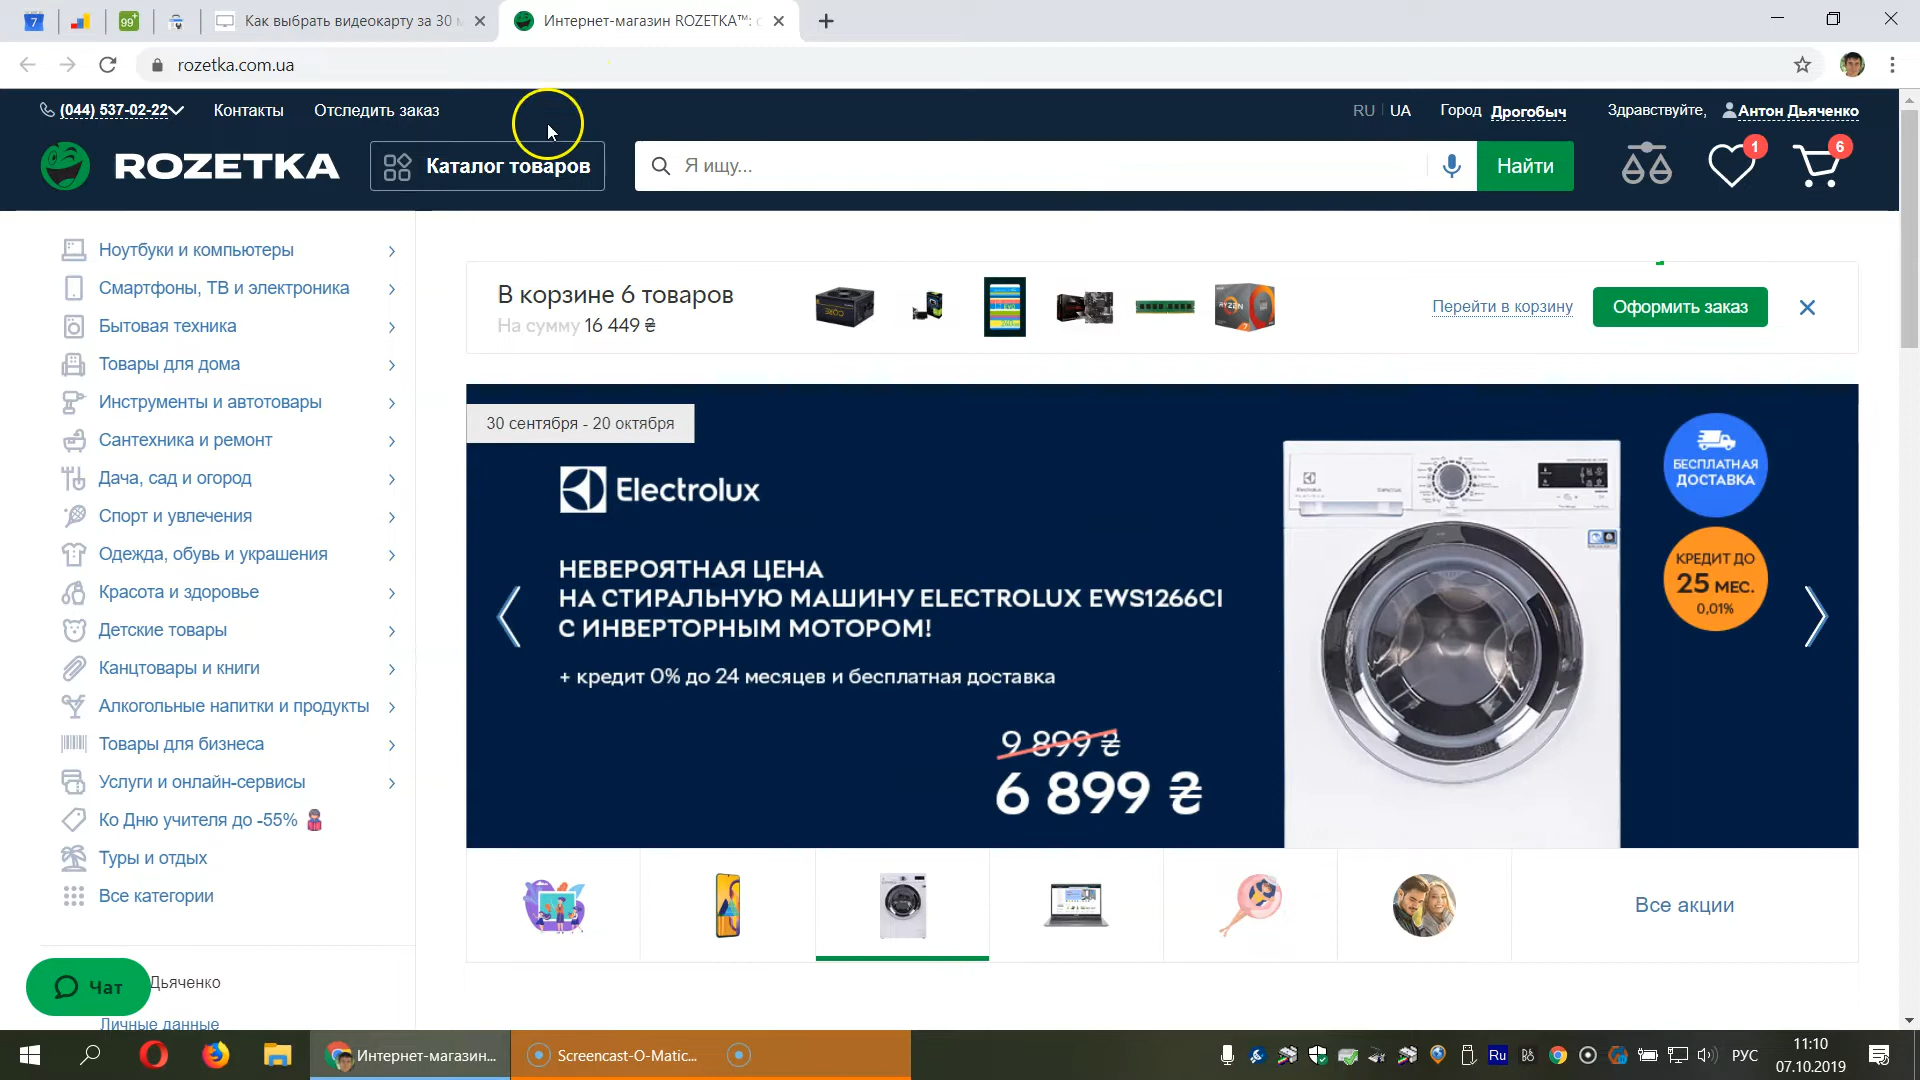 7
99+
Как выбрать видеокарту за 30 м
Интернет-магазин ROZETKA™: с
rozetka.com.ua
(044) 537-02-22
Контакты
Отследить заказ
RU
UA
Город
Дрогобыч
Здравствуйте,
Антон Дьяченко
ROZETKA
Каталог товаров
Я ищу...
Найти
1
6
Ноутбуки и компьютеры
Смартфоны, ТВ и электроника
Бытовая техника
Товары для дома
Инструменты и автотовары
Сантехника и ремонт
Дача, сад и огород
Спорт и увлечения
Одежда, обувь и украшения
Красота и здоровье
Детские товары
Канцтовары и книги
Алкогольные напитки и продукты
Товары для бизнеса
Услуги и онлайн-сервисы
Ко Дню учителя до -55%
Туры и отдых
Все категории
Дьяченко
Личные данные
Чат
В корзине 6 товаров
На сумму 16 449 ₴
RYZEN
Перейти в корзину
Оформить заказ
30 сентября - 20 октября
Electrolux
НЕВЕРОЯТНАЯ ЦЕНА
НА СТИРАЛЬНУЮ МАШИНУ ELECTROLUX EWS1266CI
С ИНВЕРТОРНЫМ МОТОРОМ!
+ кредит 0% до 24 месяцев и бесплатная доставка
9 899 ₴
6 899 ₴
БЕСПЛАТНАЯ
ДОСТАВКА
КРЕДИТ ДО
25 МЕС.
0,01%
Все акции
Интернет-магазин...
Screencast-O-Matic...
Ru
РУС
11:10
07.10.2019